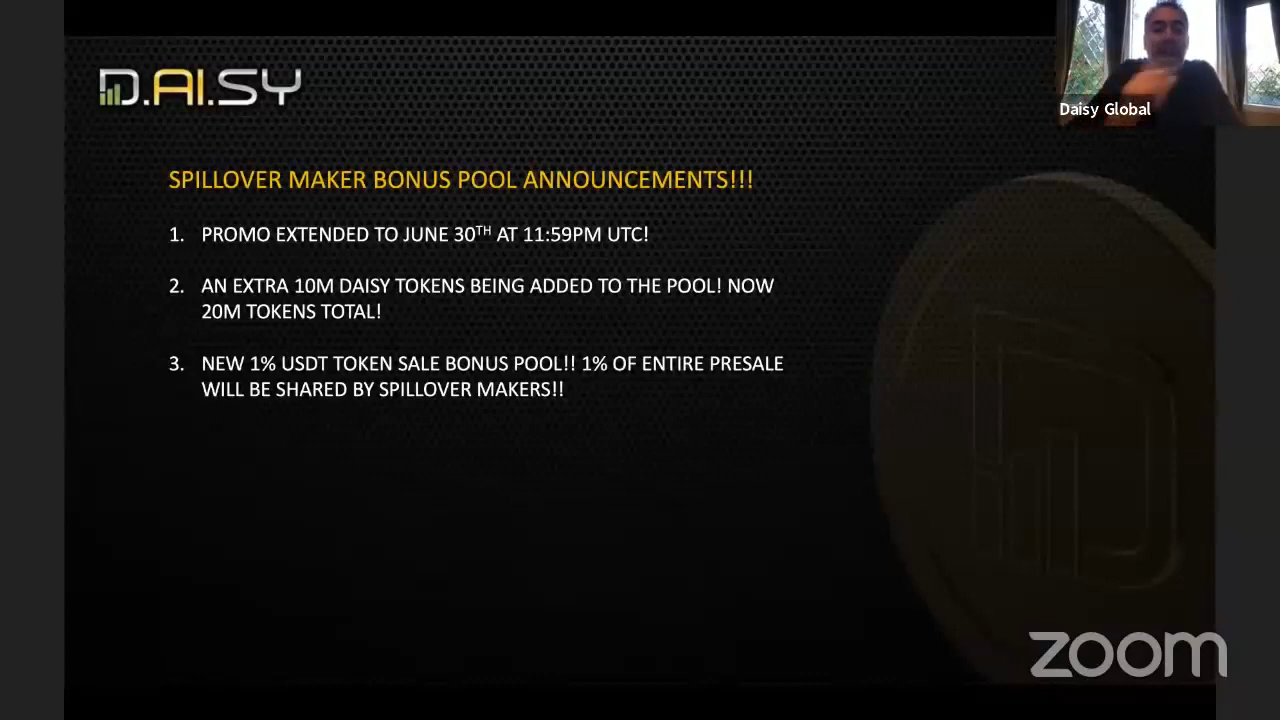 D.AI.SY
Daisy Global
SPILLOVER MAKER BONUS POOL ANNOUNCEMENTS!!!
1. PROMO EXTENDED TO JUNE 30TH AT 11:59PM UTC!
2. AN EXTRA 10M DAISY TOKENS BEING ADDED TO THE POOL! NOW
20M TOKENS TOTAL!
3. NEW 1% USDT TOKEN SALE BONUS POOL!! 1% OF ENTIRE PRESALE
WILL BE SHARED BY SPILLOVER MAKERS!!
zoom